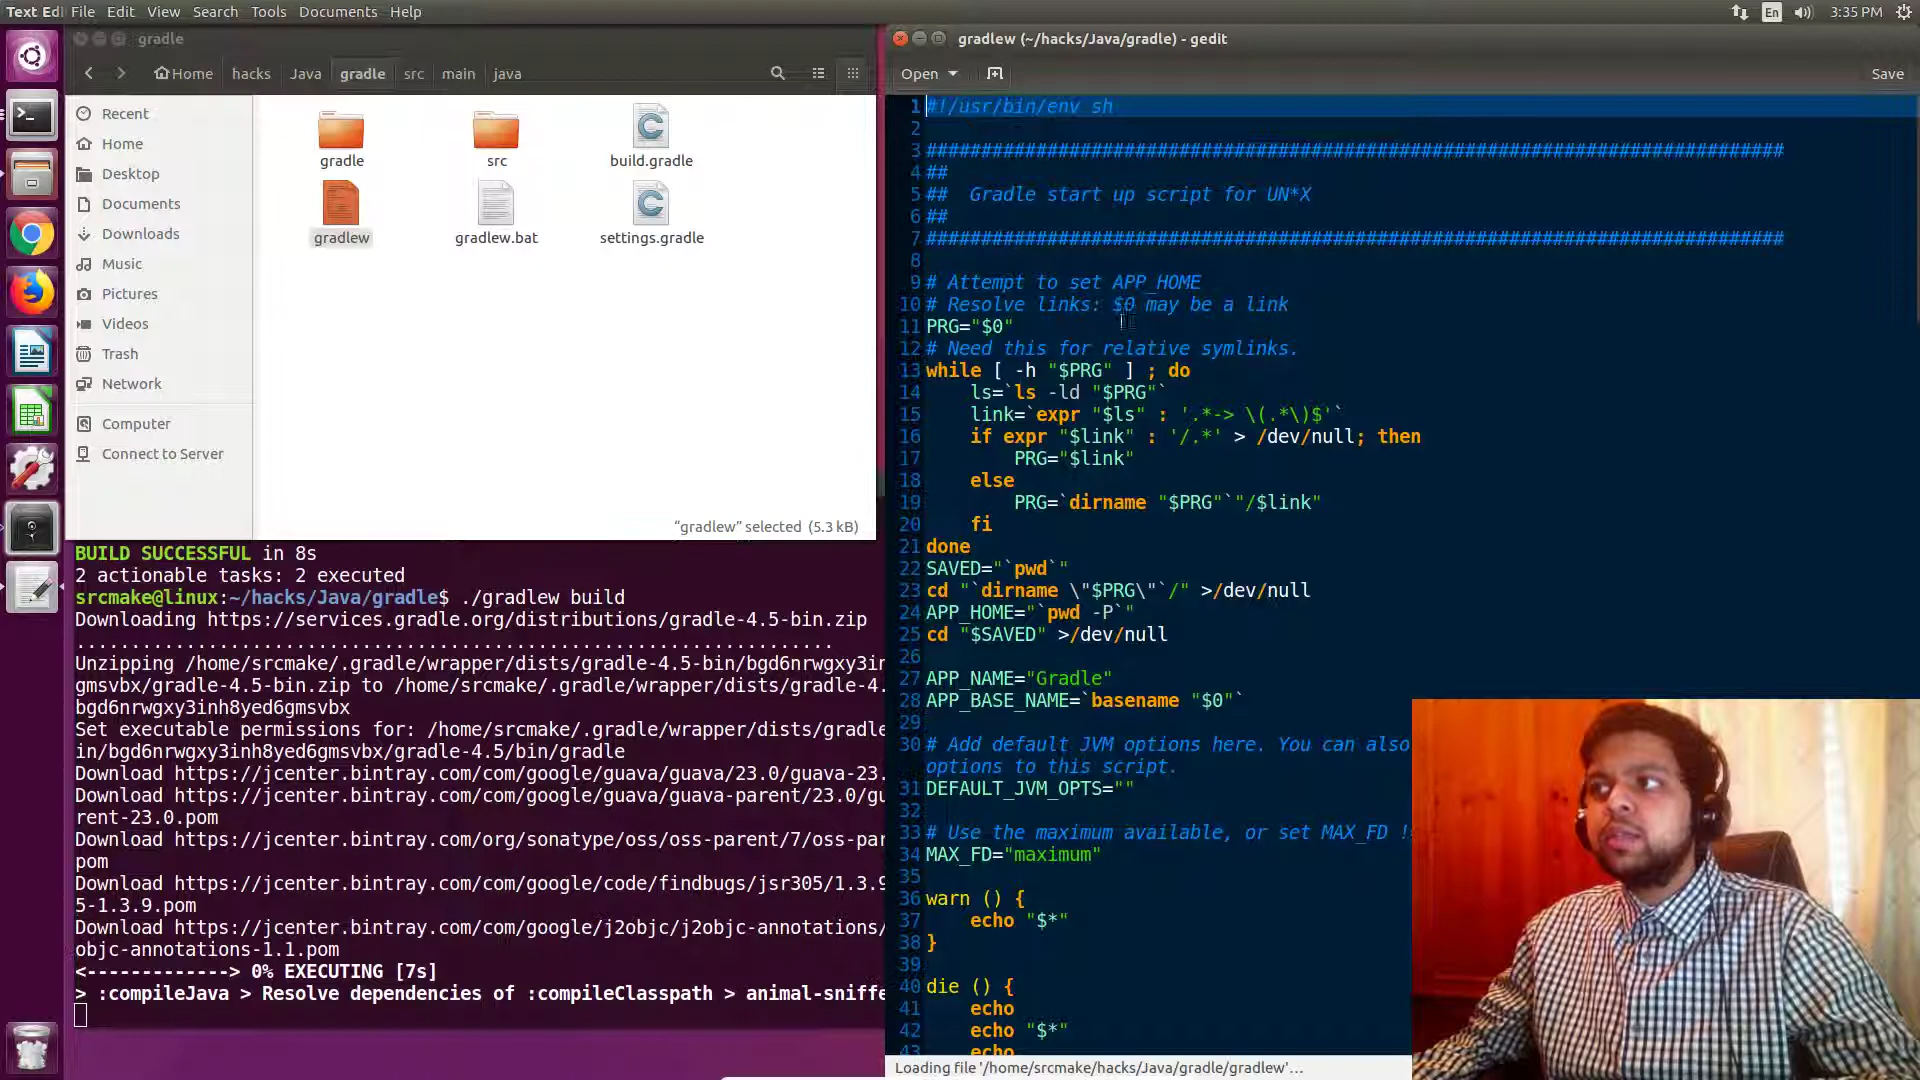 Text Edi File Edit View Search Tools Documents Help
En 3:35 PM
gradle
Home hacks Java gradle src main java
Recent
Home
Desktop
Documents
Downloads
Music
Pictures
Videos
Trash
Network
Computer
Connect to Server
gradle src build.gradle
gradlew gradlew.bat settings.gradle
"gradlew" selected (5.3 kB)
BUILD SUCCESSFUL in 8s
2 actionable tasks: 2 executed
srcmake@linux:~/hacks/Java/gradle$ ./gradlew build
Downloading https://services.gradle.org/distributions/gradle-4.5-bin.zip
.....................................................................
Unzipping /home/srcmake/.gradle/wrapper/dists/gradle-4.5-bin/bgd6nrwgxy3in
gmsvbx/gradle-4.5-bin.zip to /home/srcmake/.gradle/wrapper/dists/gradle-4.
bgd6nrwgxy3inh8yed6gmsvbx
Set executable permissions for: /home/srcmake/.gradle/wrapper/dists/gradle
in/bgd6nrwgxy3inh8yed6gmsvbx/gradle-4.5/bin/gradle
Download https://jcenter.bintray.com/com/google/guava/guava/23.0/guava-23.
Download https://jcenter.bintray.com/com/google/guava/guava-parent/23.0/gu
rent-23.0.pom
Download https://jcenter.bintray.com/org/sonatype/oss/oss-parent/7/oss-par
pom
Download https://jcenter.bintray.com/com/google/code/findbugs/jsr305/1.3.9
5-1.3.9.pom
Download https://jcenter.bintray.com/com/google/j2objc/j2objc-annotations/
objc-annotations-1.1.pom
<-------------> 0% EXECUTING [7s]
> :compileJava > Resolve dependencies of :compileClasspath > animal-sniffe
gradlew (~/hacks/Java/gradle) - gedit
Open Save
1 #!/usr/bin/env sh
2
3 ##############################################################################
4 ##
5 ##  Gradle start up script for UN*X
6 ##
7 ##############################################################################
8
9 # Attempt to set APP_HOME
10 # Resolve links: $0 may be a link
11 PRG="$0"
12 # Need this for relative symlinks.
13 while [ -h "$PRG" ] ; do
14     ls=`ls -ld "$PRG"`
15     link=`expr "$ls" : '.*-> \(.*\)$'`
16     if expr "$link" : '/.*' > /dev/null; then
17         PRG="$link"
18     else
19         PRG=`dirname "$PRG"`"/$link"
20     fi
21 done
22 SAVED="`pwd`"
23 cd "`dirname \"$PRG\"`/" >/dev/null
24 APP_HOME="`pwd -P`"
25 cd "$SAVED" >/dev/null
26
27 APP_NAME="Gradle"
28 APP_BASE_NAME=`basename "$0"`
29
30 # Add default JVM options here. You can also
options to this script.
31 DEFAULT_JVM_OPTS=""
32
33 # Use the maximum available, or set MAX_FD !
34 MAX_FD="maximum"
35
36 warn () {
37     echo "$*"
38 }
39
40 die () {
41     echo
42     echo "$*"
43     echo
Loading file '/home/srcmake/hacks/Java/gradle/gradlew'...